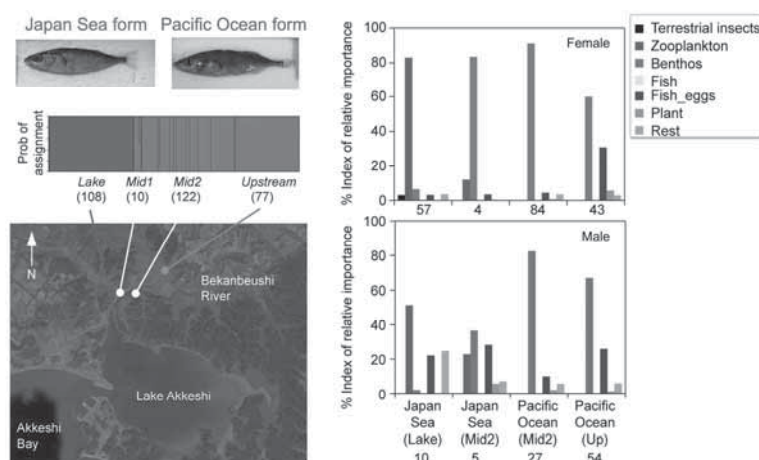 Japan Sea form
Pacific Ocean form
Prob of
assignment
Lake
(108)
Mid1
(10)
Mid2
(122)
Upstream
(77)
N
Bekanbeushi
River
Lake Akkeshi
Akkeshi
Bay
% Index of relative importance
100
80
60
40
20
0
Female
57
4
84
43
% Index of relative importance
100
80
60
40
20
0
Male
Japan
Sea
(Lake)
10
Japan
Sea
(Mid2)
5
Pacific
Ocean
(Mid2)
27
Pacific
Ocean
(Up)
54
Terrestrial insects
Zooplankton
Benthos
Fish
Fish_eggs
Plant
Rest